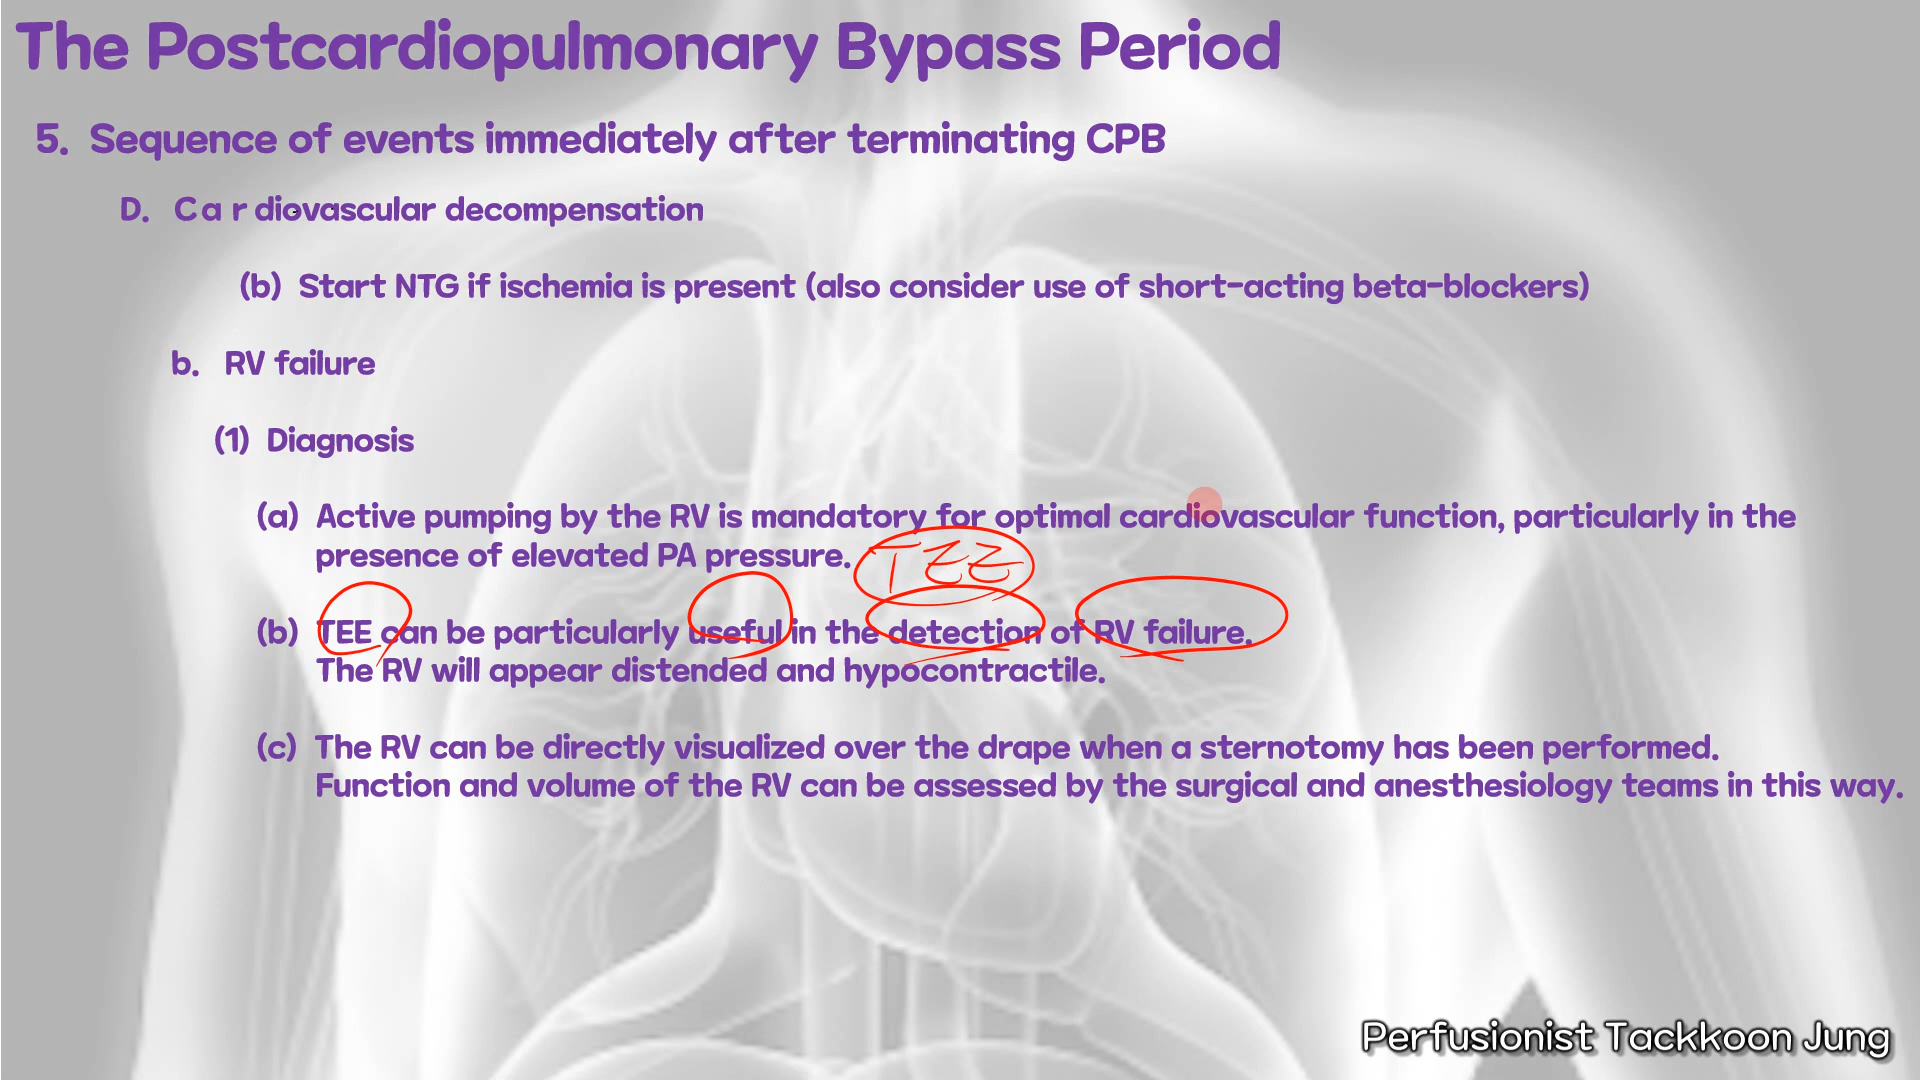 The Postcardiopulmonary Bypass Period
5. Sequence of events immediately after terminating CPB
D. Ca r diovascular decompensation
(b) Start NTG if ischemia is present (also consider use of short-acting beta-blockers)
b. RV failure
(1) Diagnosis
(a) Active pumping by the RV is mandatory for optimal cardiovascular function, particularly in the
presence of elevated PA pressure.
TEE
(b) TEE can be particularly useful in the detection of RV failure.
The RV will appear distended and hypocontractile.
(c) The RV can be directly visualized over the drape when a sternotomy has been performed.
Function and volume of the RV can be assessed by the surgical and anesthesiology teams in this way.
Perfusionist Tackkoon Jung